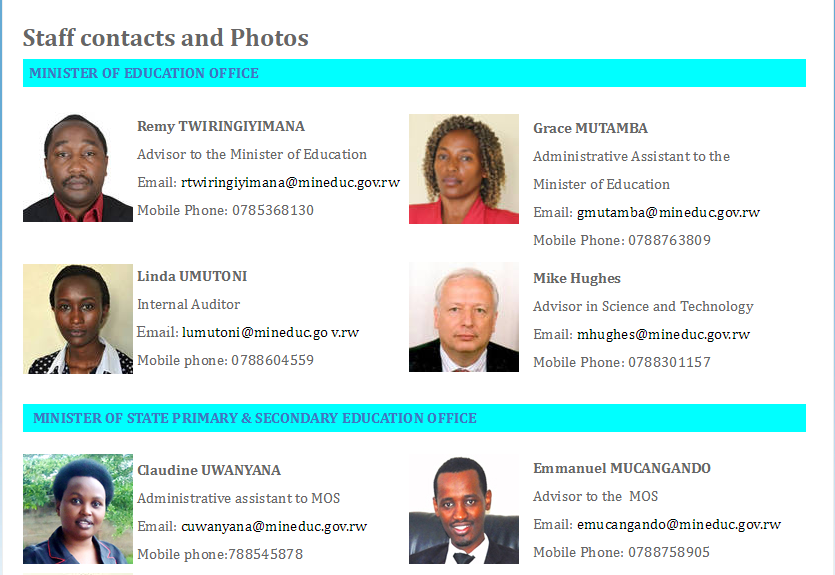 Staff contacts and Photos
MINISTER OF EDUCATION OFFICE
Remy TWIRINGIYIMANA
Advisor to the Minister of Education
Email: rtwiringiyimana@mineduc.gov.rw
Mobile Phone: 0785368130
Grace MUTAMBA
Administrative Assistant to the
Minister of Education
Email: gmutamba@mineduc.gov.rw
Mobile Phone: 0788763809
Linda UMUTONI
Internal Auditor
Email: lumutoni@mineduc.go v.rw
Mobile phone: 0788604559
Mike Hughes
Advisor in Science and Technology
Email: mhughes@mineduc.gov.rw
Mobile Phone: 0788301157
MINISTER OF STATE PRIMARY & SECONDARY EDUCATION OFFICE
Claudine UWANYANA
Administrative assistant to MOS
Email: cuwanyana@mineduc.gov.rw
Mobile phone:788545878
Emmanuel MUCANGANDO
Advisor to the  MOS
Email: emucangando@mineduc.gov.rw
Mobile Phone: 0788758905